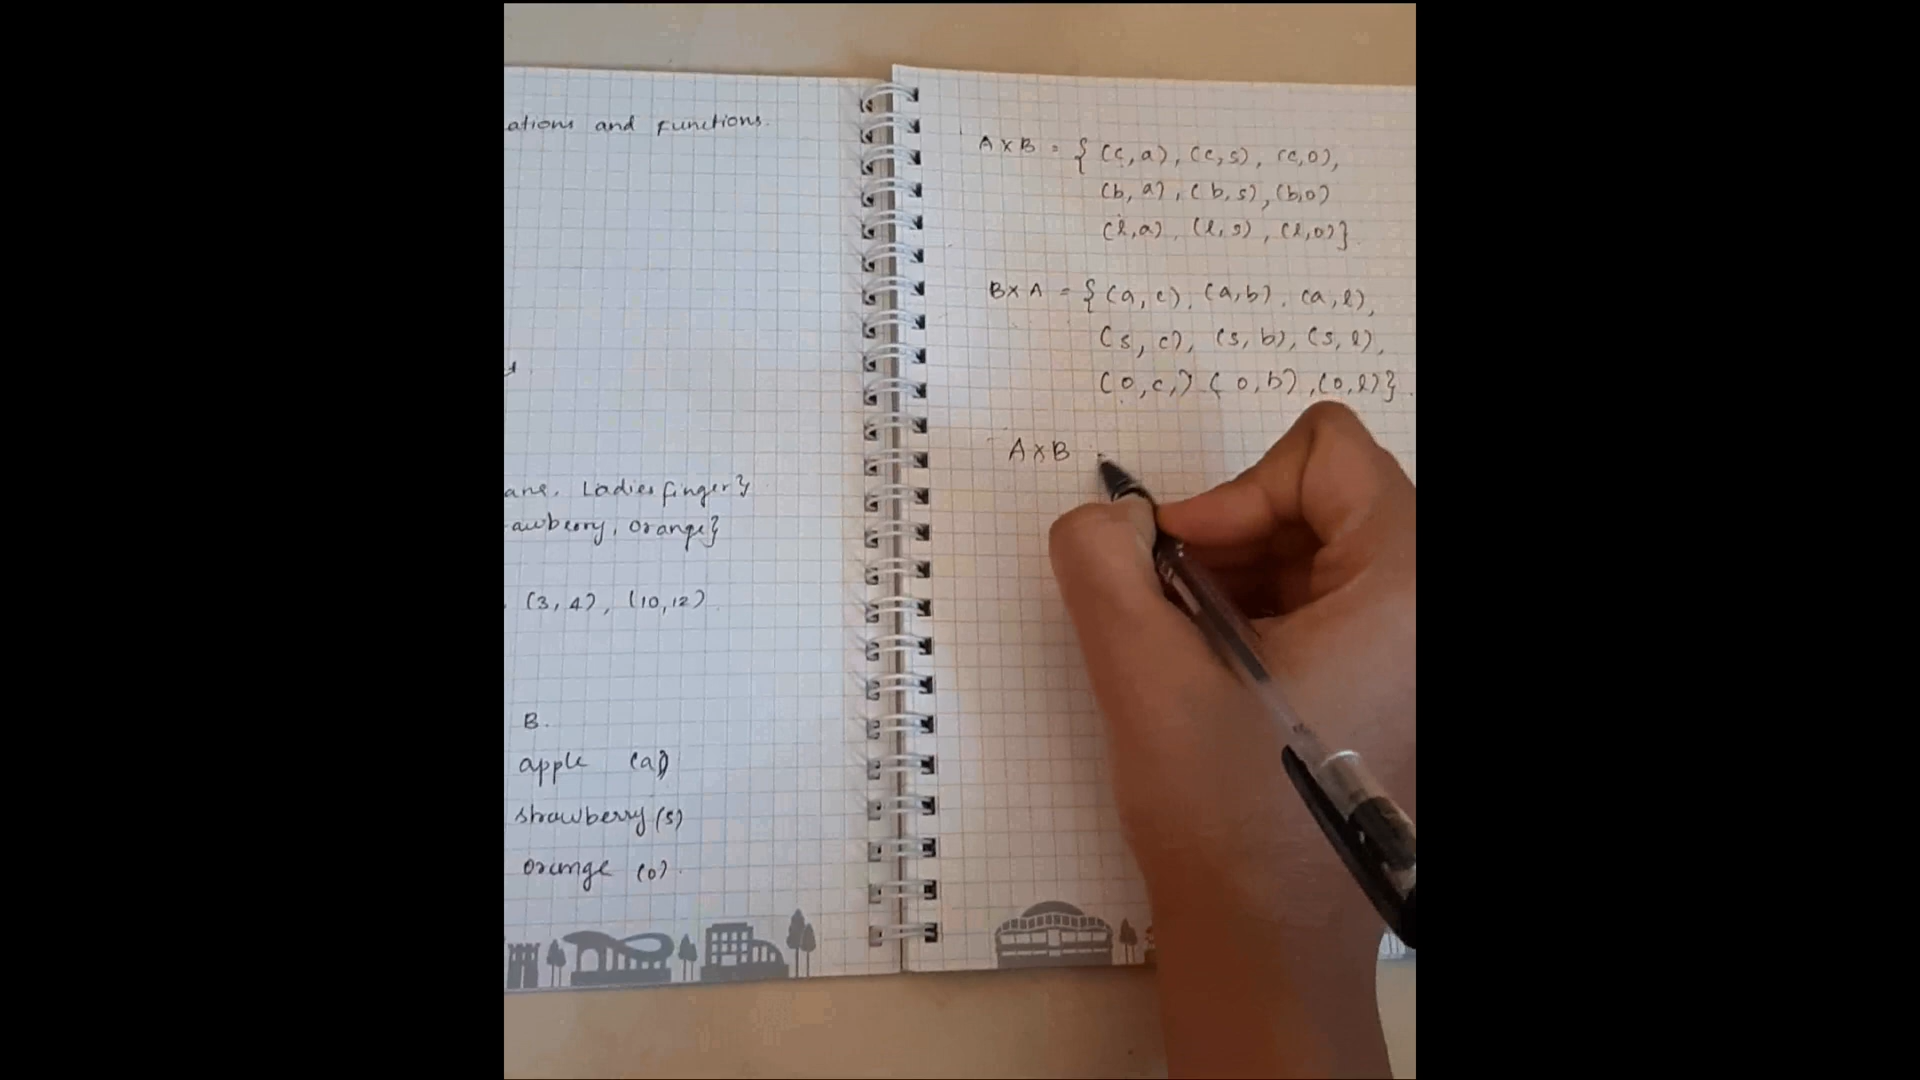 ations and Functions.
ane, Ladies finger}
awberry, orange}
(3, 4), (10,12)
B.
apple (a)
strawberry (s)
orange (o).
A x B = { (c, a), (c, s), (c, o),
(b, a), (b, s), (b, o)
(l, a), (l, s), (l, o)}.
B x A = { (a, c), (a, b), (a, l),
(s, c), (s, b), (s, l),
(o, c,) (o, b), (o, l)}.
A x B